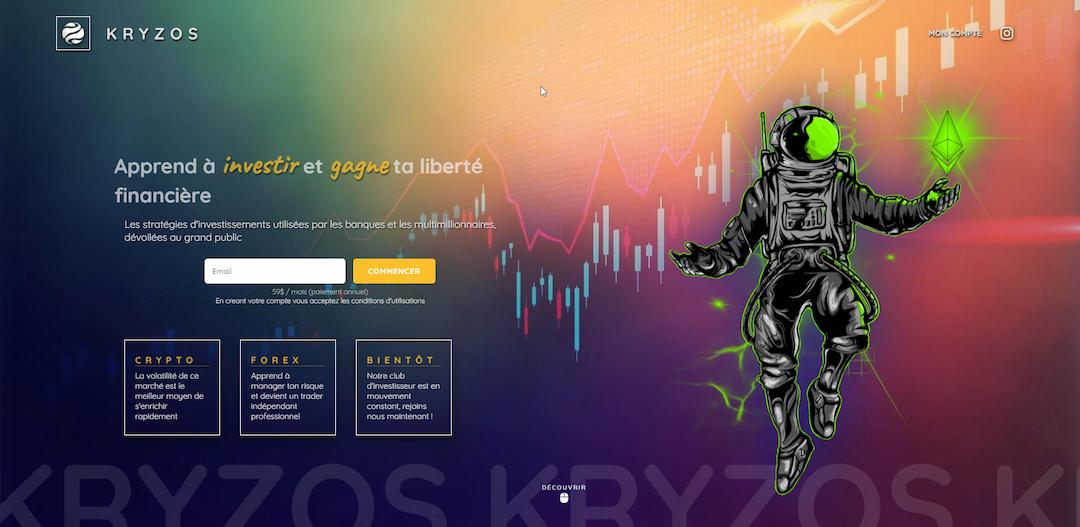 KRYZOS
MON COMPTE
Apprend à investir et gagne ta liberté
financière
Les stratégies d'investissements utilisées par les banques et les multimillionnaires,
dévoilées au grand public
Email
COMMENCER
59$ / mois (paiement annuel)
En creant votre compte vous acceptez les conditions d'utilisations
CRYPTO
La volatilité de ce
marché est le
meilleur moyen de
s'enrichir
rapidement
FOREX
Apprend à
manager ton risque
et devient un trader
indépendant
professionnel
BIENTÔT
Notre club
d'investisseur est en
mouvement
constant, rejoins
nous maintenant !
KRYZOS KRYZOS K
DÉCOUVRIR